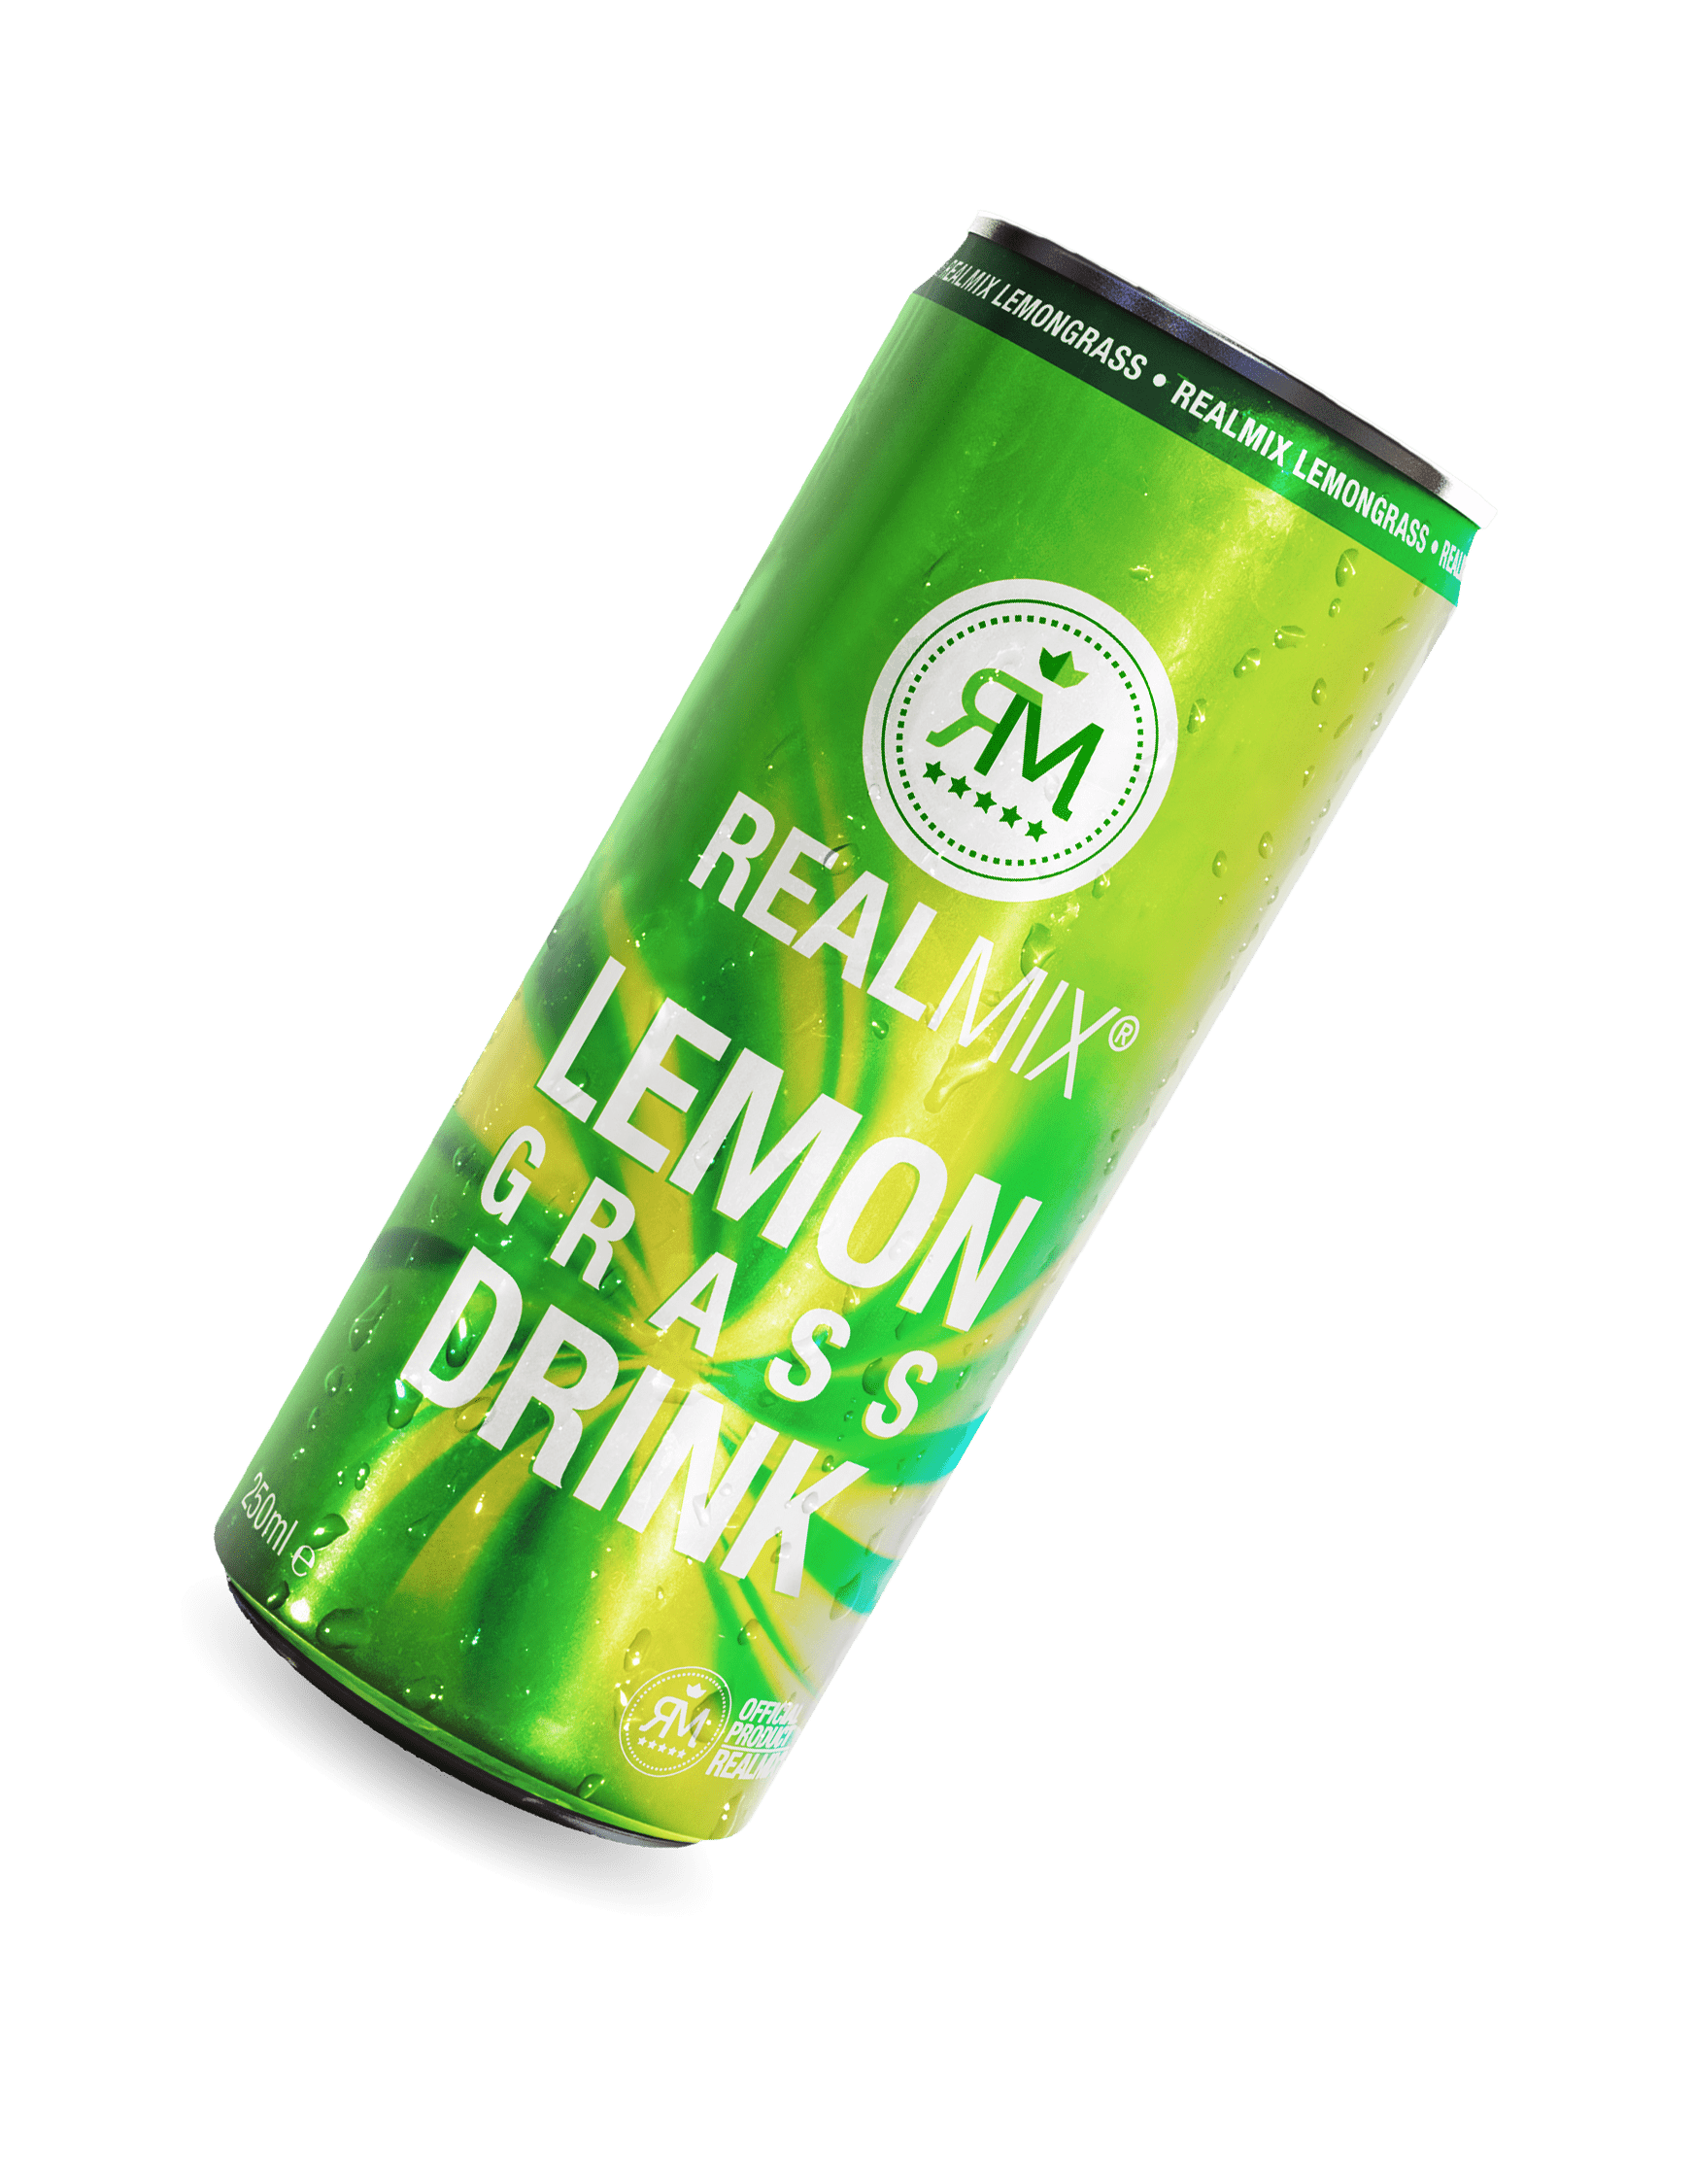 REALMIX LEMONGRASS • REALMIX LEMONGRASS •
RM
REALMIX®
LEMON
GRASS
DRINK
250ml ℮
RM
OFFICIAL
PRODUCT